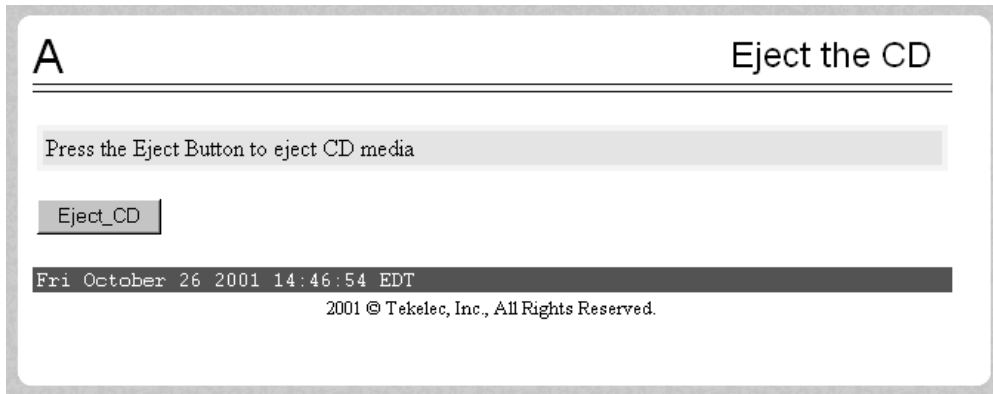 A Eject the CD
Press the Eject Button to eject CD media
Eject_CD
Fri October 26 2001 14:46:54 EDT
2001 © Tekelec, Inc., All Rights Reserved.